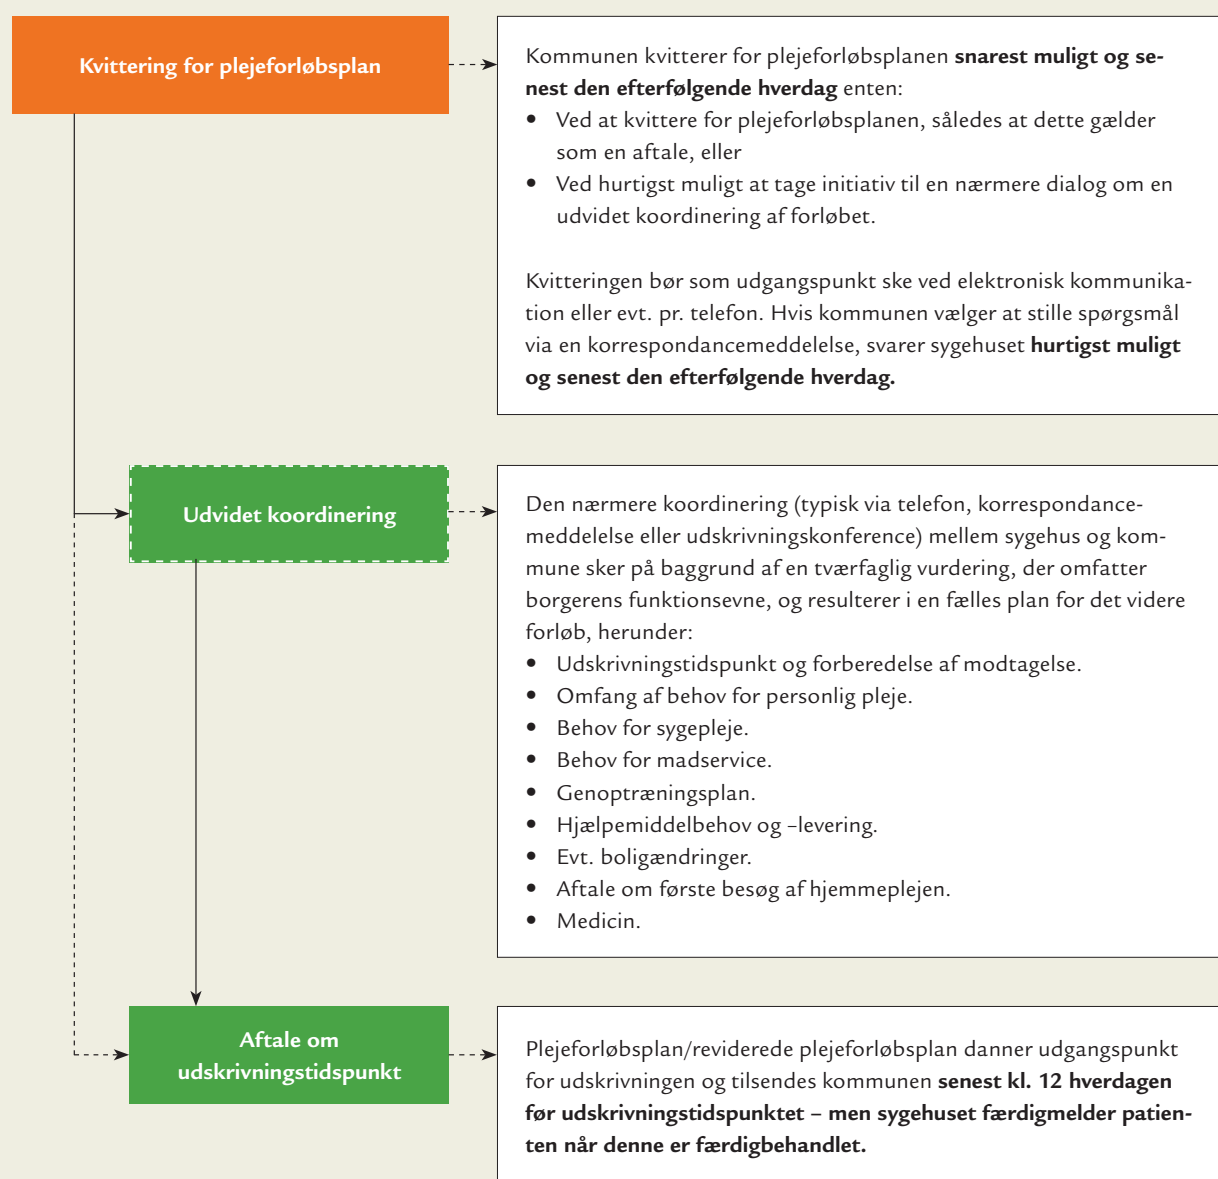 Kvittering for plejeforløbsplan
Kommunen kvitterer for plejeforløbsplanen snarest muligt og se-
nest den efterfølgende hverdag enten:
• Ved at kvittere for plejeforløbsplanen, således at dette gælder
som en aftale, eller
• Ved hurtigst muligt at tage initiativ til en nærmere dialog om en
udvidet koordinering af forløbet.
Kvitteringen bør som udgangspunkt ske ved elektronisk kommunika-
tion eller evt. pr. telefon. Hvis kommunen vælger at stille spørgsmål
via en korrespondancemeddelelse, svarer sygehuset hurtigst muligt
og senest den efterfølgende hverdag.
Udvidet koordinering
Den nærmere koordinering (typisk via telefon, korrespondance-
meddelelse eller udskrivningskonference) mellem sygehus og kom-
mune sker på baggrund af en tværfaglig vurdering, der omfatter
borgerens funktionsevne, og resulterer i en fælles plan for det videre
forløb, herunder:
• Udskrivningstidspunkt og forberedelse af modtagelse.
• Omfang af behov for personlig pleje.
• Behov for sygepleje.
• Behov for madservice.
• Genoptræningsplan.
• Hjælpemiddelbehov og –levering.
• Evt. boligændringer.
• Aftale om første besøg af hjemmeplejen.
• Medicin.
Aftale om
udskrivningstidspunkt
Plejeforløbsplan/reviderede plejeforløbsplan danner udgangspunkt
for udskrivningen og tilsendes kommunen senest kl. 12 hverdagen
før udskrivningstidspunktet – men sygehuset færdigmelder patien-
ten når denne er færdigbehandlet.